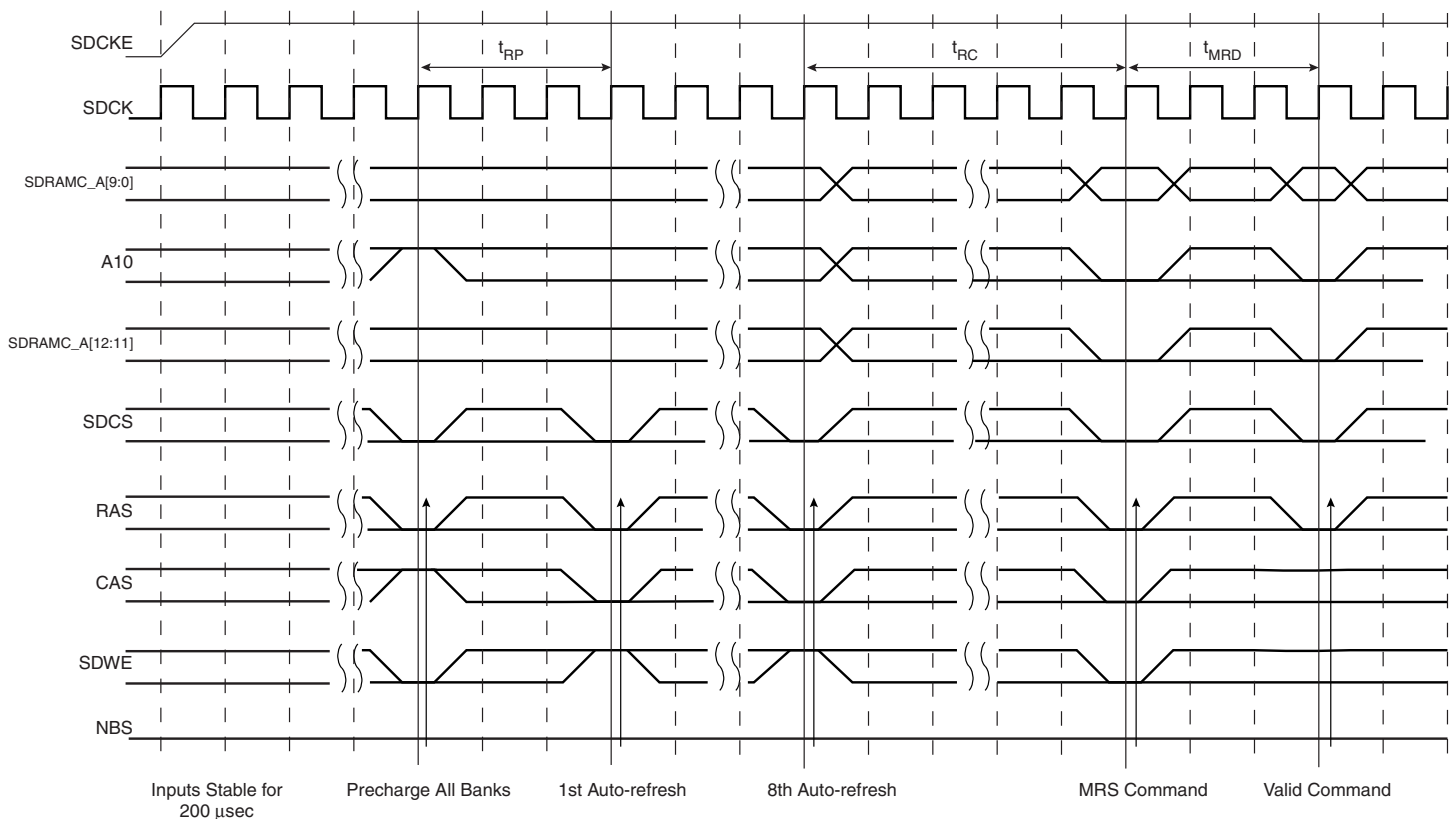 SDCKE
tRP
tRC
tMRD
SDCK
SDRAMC_A[9:0]
A10
SDRAMC_A[12:11]
SDCS
RAS
CAS
SDWE
NBS
Inputs Stable for
200 μsec
Precharge All Banks
1st Auto-refresh
8th Auto-refresh
MRS Command
Valid Command